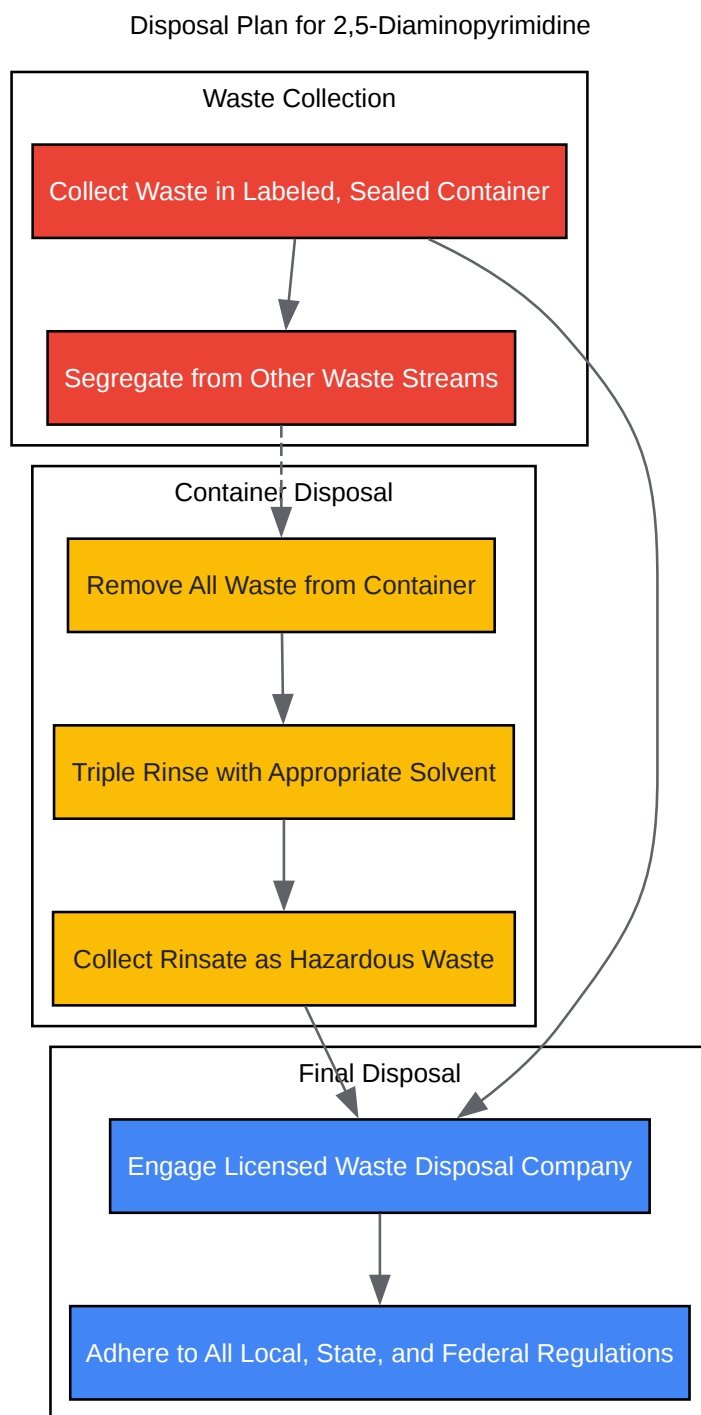 Disposal Plan for 2,5-Diaminopyrimidine
Waste Collection
Collect Waste in Labeled, Sealed Container
Segregate from Other Waste Streams
Container Disposal
Remove All Waste from Container
Triple Rinse with Appropriate Solvent
Collect Rinsate as Hazardous Waste
Final Disposal
Engage Licensed Waste Disposal Company
Adhere to All Local, State, and Federal Regulations